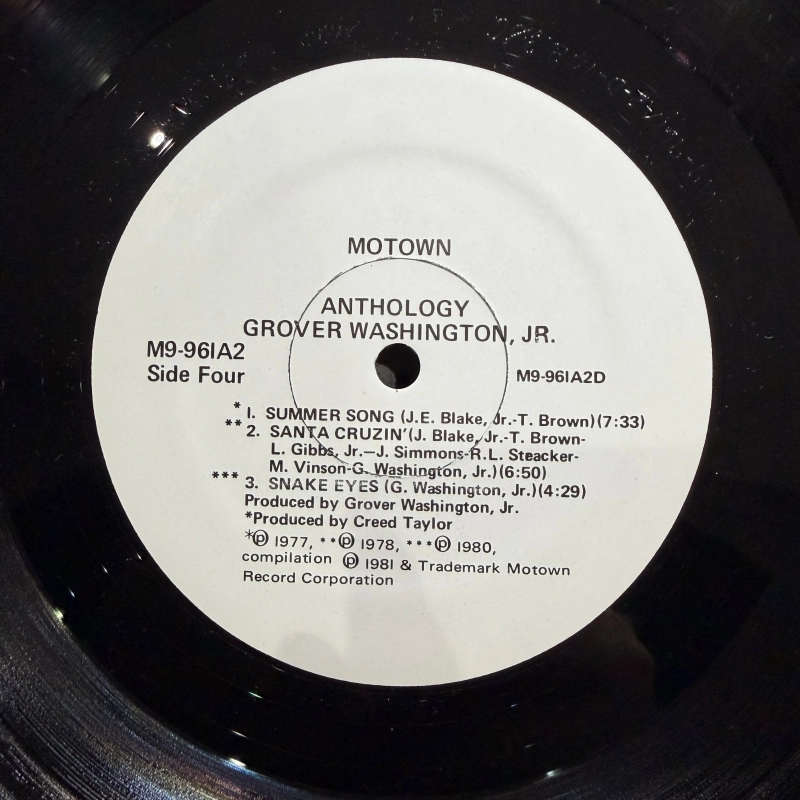 MOTOWN
ANTHOLOGY
GROVER WASHINGTON, JR.
M9-96IA2
Side Four
M9-96IA2D
* I. SUMMER SONG (J.E. Blake, Jr.-T. Brown)(7:33)
** 2. SANTA CRUZIN'(J. Blake, Jr.-T. Brown-
L. Gibbs, Jr.—J. Simmons-R.L. Steacker-
M. Vinson-G. Washington, Jr.)(6:50)
*** 3. SNAKE EYES (G. Washington, Jr.)(4:29)
Produced by Grover Washington, Jr.
*Produced by Creed Taylor
*℗ 1977, **℗ 1978, ***℗ 1980,
compilation ℗ 1981 & Trademark Motown
Record Corporation